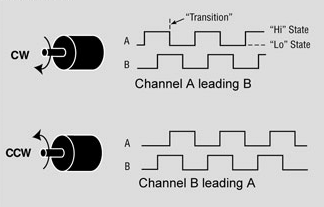 "Transition"
"Hi" State
A
"Lo" State
CW
B
Channel A leading B
A
CCW
B
Channel B leading A